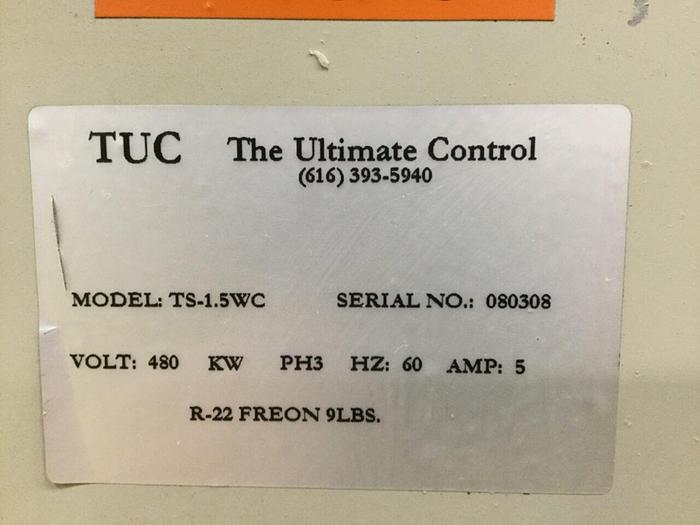 TUC The Ultimate Control
(616) 393-5940
MODEL: TS-1.5WC SERIAL NO.: 080308
VOLT: 480 KW PH3 HZ: 60 AMP: 5
R-22 FREON 9LBS.